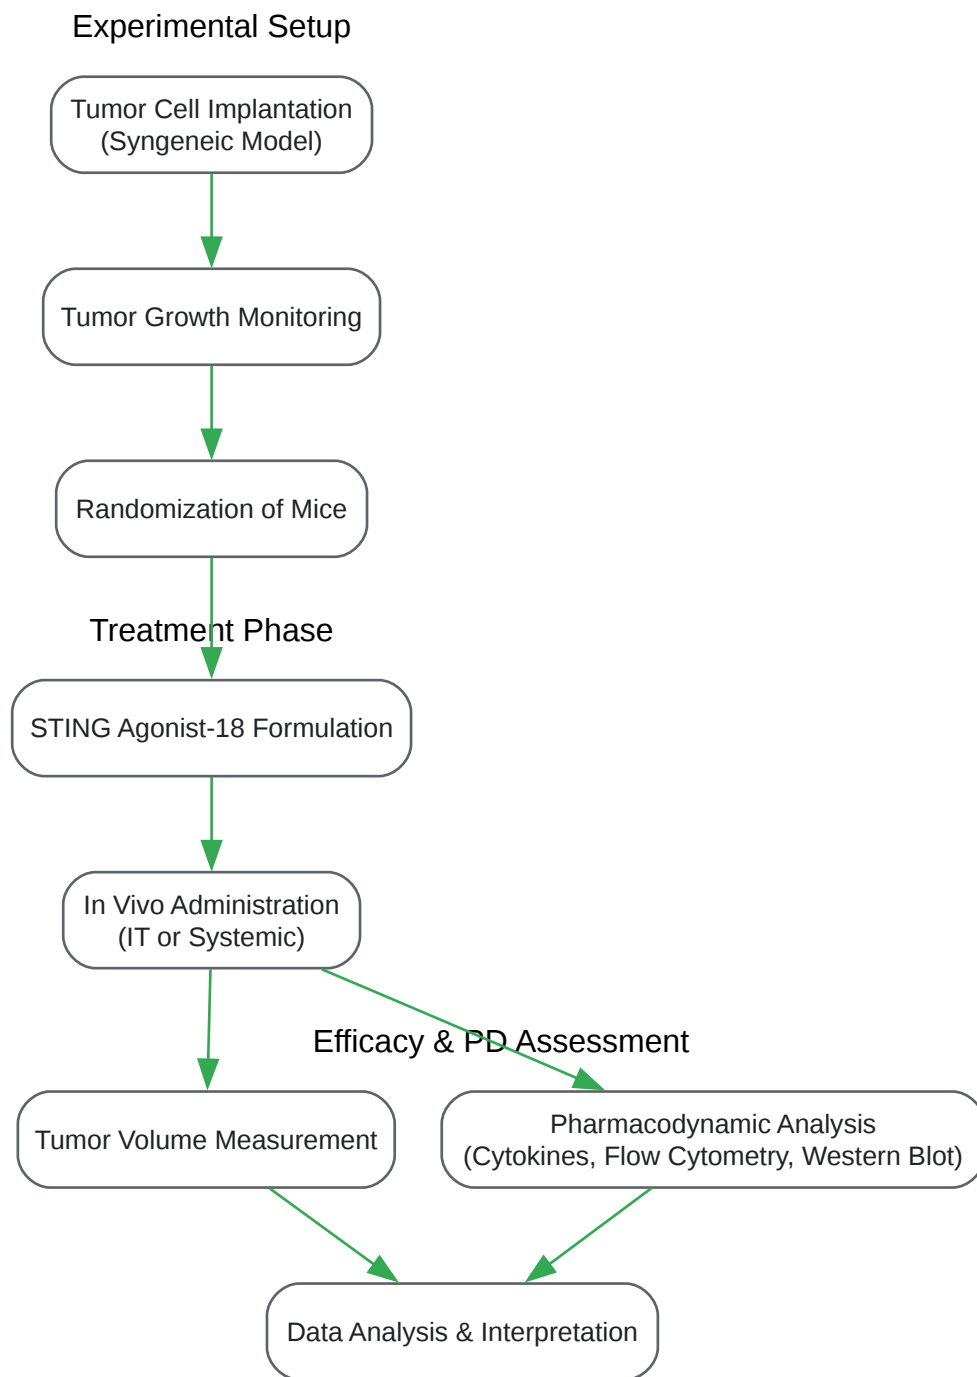 Experimental Setup
Tumor Cell Implantation
(Syngeneic Model)
Tumor Growth Monitoring
Randomization of Mice
Treatment Phase
STING Agonist-18 Formulation
In Vivo Administration
(IT or Systemic)
Efficacy & PD Assessment
Tumor Volume Measurement
Pharmacodynamic Analysis
(Cytokines, Flow Cytometry, Western Blot)
Data Analysis & Interpretation